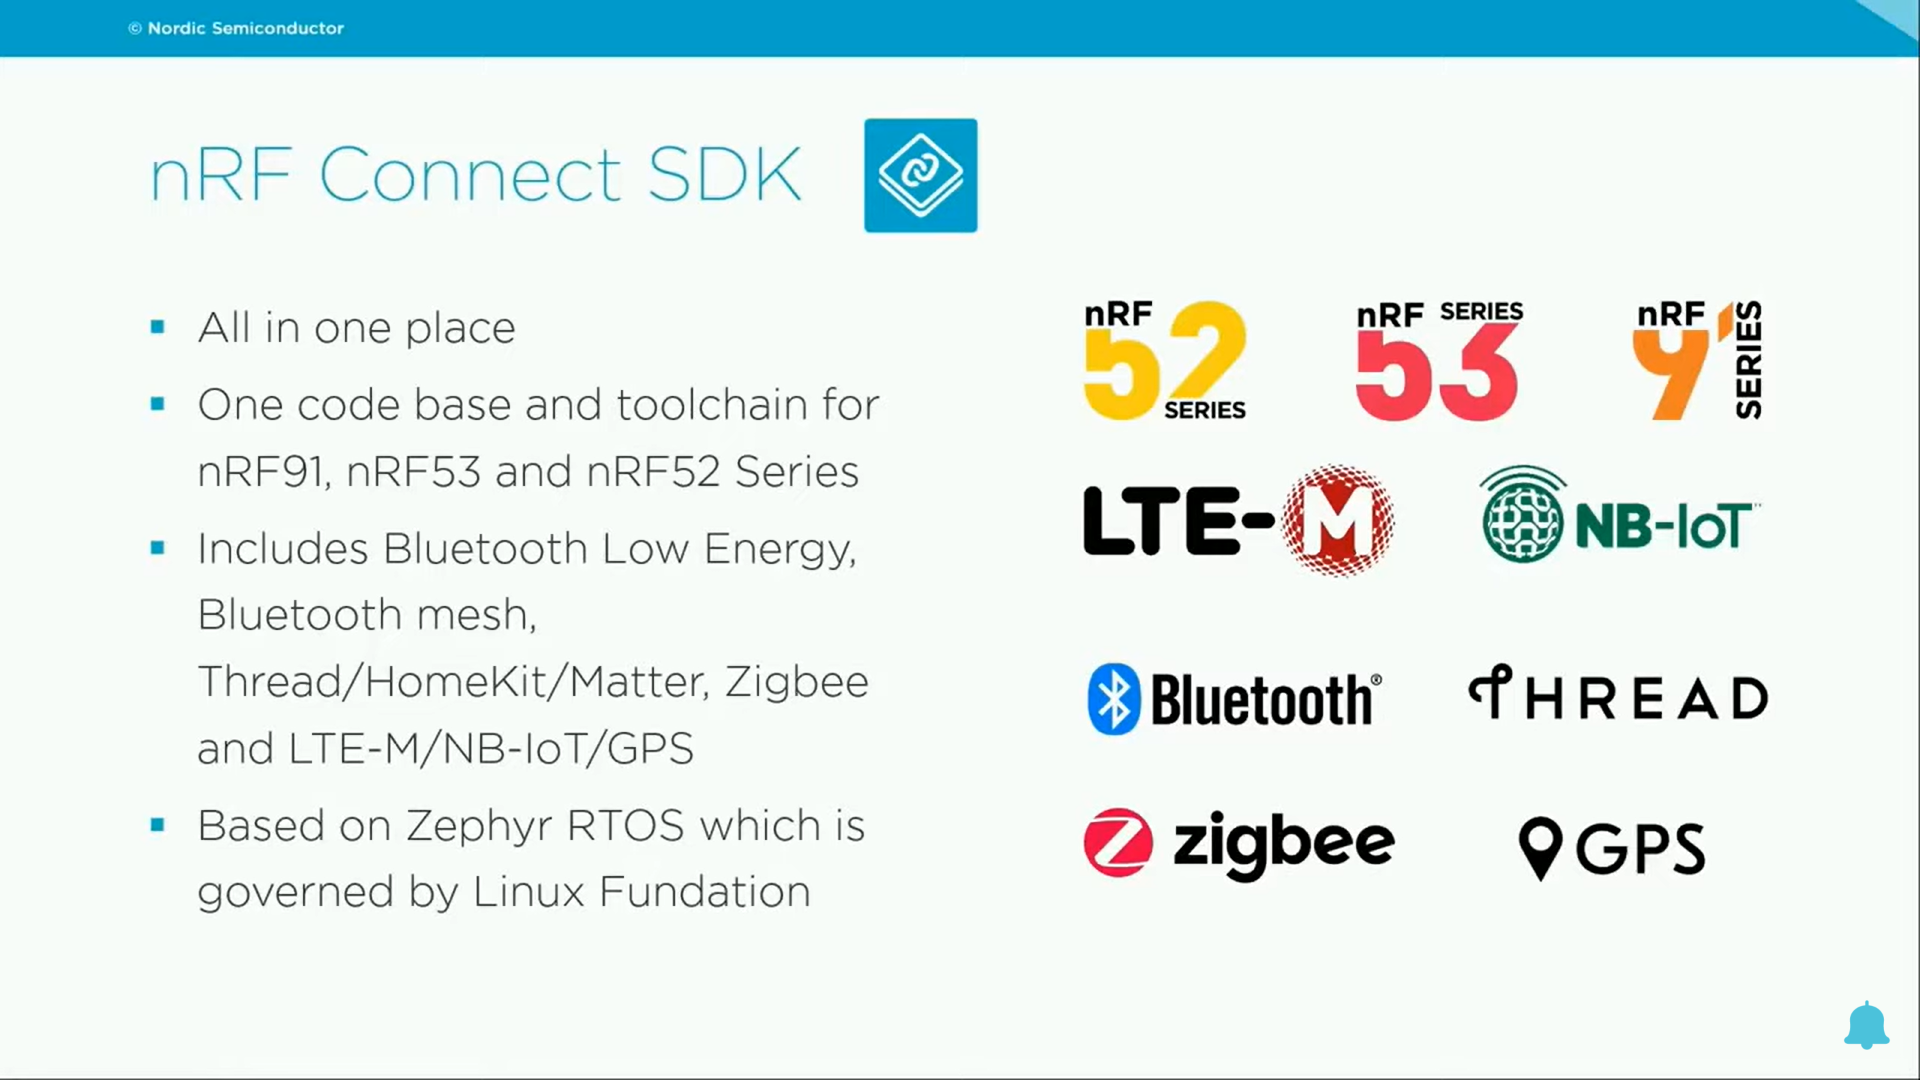 © Nordic Semiconductor
nRF Connect SDK
▪ All in one place
▪ One code base and toolchain for
nRF91, nRF53 and nRF52 Series
▪ Includes Bluetooth Low Energy,
Bluetooth mesh,
Thread/HomeKit/Matter, Zigbee
and LTE-M/NB-IoT/GPS
▪ Based on Zephyr RTOS which is
governed by Linux Fundation
nRF 52 SERIES
nRF 53 SERIES
nRF 91 SERIES
LTE-M
NB-IoT™
Bluetooth®
THREAD
zigbee
GPS